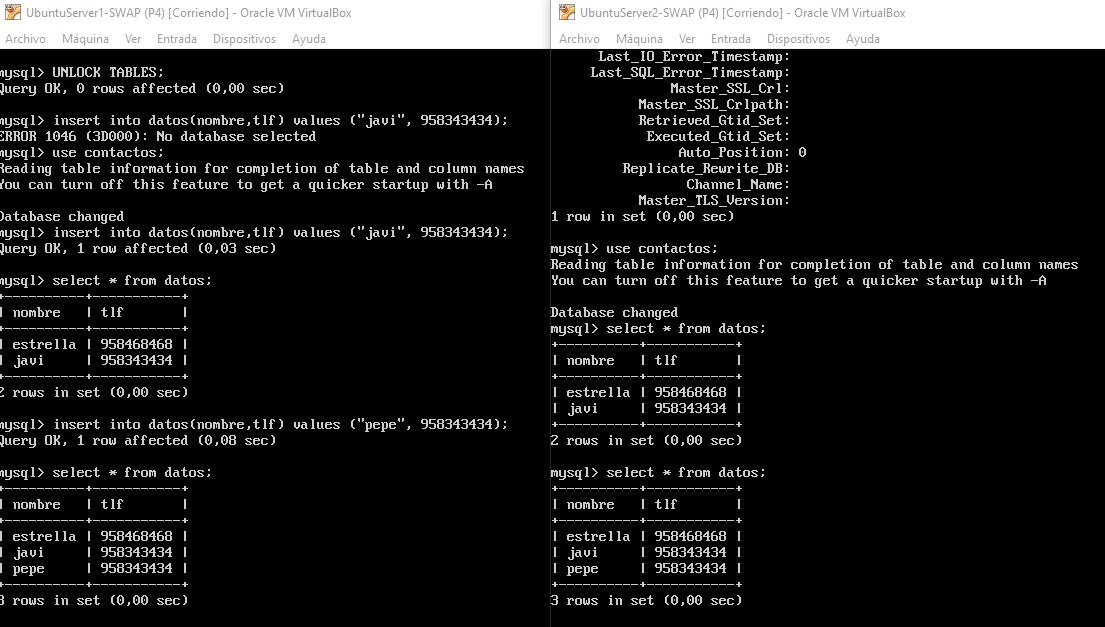 UbuntuServer1-SWAP (P4) [Corriendo] - Oracle VM VirtualBox
Archivo Máquina Ver Entrada Dispositivos Ayuda
mysql> UNLOCK TABLES;
Query OK, 0 rows affected (0,00 sec)
mysql> insert into datos(nombre,tlf) values ("javi", 958343434);
ERROR 1046 (3D000): No database selected
mysql> use contactos;
Reading table information for completion of table and column names
You can turn off this feature to get a quicker startup with -A
Database changed
mysql> insert into datos(nombre,tlf) values ("javi", 958343434);
Query OK, 1 row affected (0,03 sec)
mysql> select * from datos;
+----------+-----------+
| nombre   | tlf       |
+----------+-----------+
| estrella | 958468468 |
| javi     | 958343434 |
+----------+-----------+
2 rows in set (0,00 sec)
mysql> insert into datos(nombre,tlf) values ("pepe", 958343434);
Query OK, 1 row affected (0,08 sec)
mysql> select * from datos;
+----------+-----------+
| nombre   | tlf       |
+----------+-----------+
| estrella | 958468468 |
| javi     | 958343434 |
| pepe     | 958343434 |
+----------+-----------+
3 rows in set (0,00 sec)
UbuntuServer2-SWAP (P4) [Corriendo] - Oracle VM VirtualBox
Archivo Máquina Ver Entrada Dispositivos Ayuda
Last_IO_Error_Timestamp:
Last_SQL_Error_Timestamp:
Master_SSL_Crl:
Master_SSL_Crlpath:
Retrieved_Gtid_Set:
Executed_Gtid_Set:
Auto_Position: 0
Replicate_Rewrite_DB:
Channel_Name:
Master_TLS_Version:
1 row in set (0,00 sec)
mysql> use contactos;
Reading table information for completion of table and column names
You can turn off this feature to get a quicker startup with -A
Database changed
mysql> select * from datos;
+----------+-----------+
| nombre   | tlf       |
+----------+-----------+
| estrella | 958468468 |
| javi     | 958343434 |
+----------+-----------+
2 rows in set (0,00 sec)
mysql> select * from datos;
+----------+-----------+
| nombre   | tlf       |
+----------+-----------+
| estrella | 958468468 |
| javi     | 958343434 |
| pepe     | 958343434 |
+----------+-----------+
3 rows in set (0,00 sec)